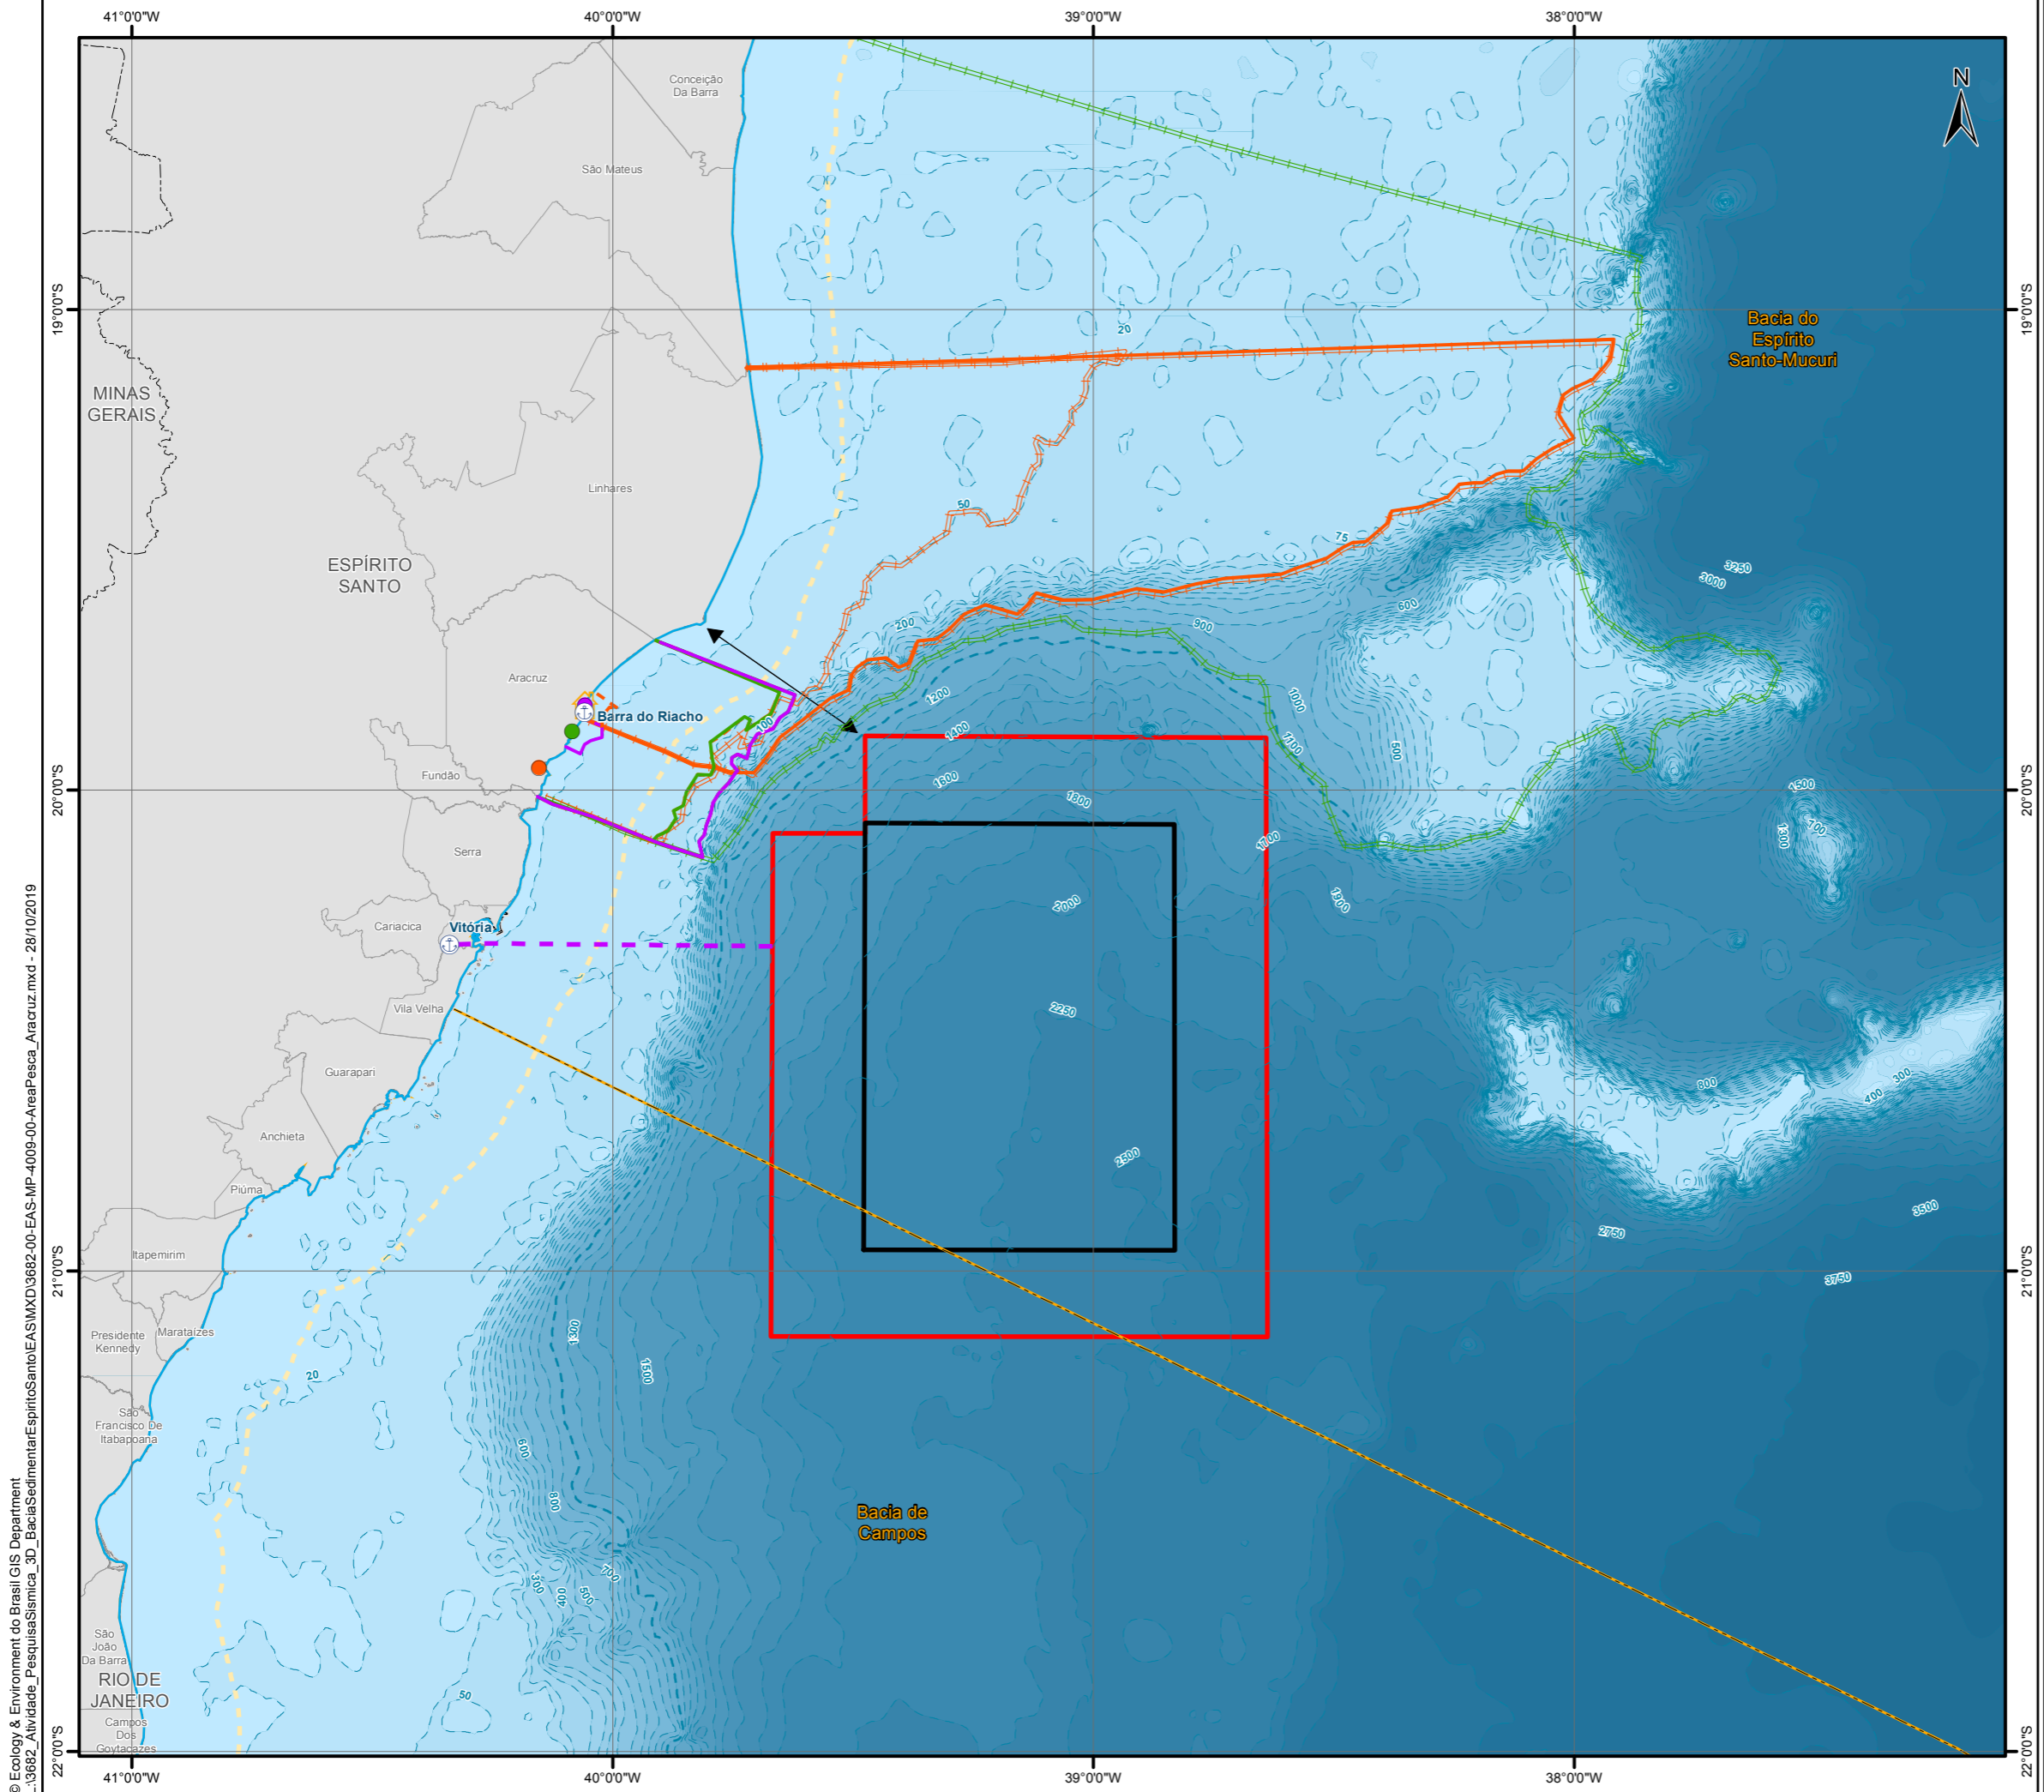 41°0'0"W
40°0'0"W
39°0'0"W
38°0'0"W
N
Conceição
Da Barra
São Mateus
19°0'0"S
19°0'0"S
Bacia do
Espírito
Santo-Mucuri
20
MINAS
GERAIS
Linhares
50
75
ESPÍRITO
SANTO
3250
3000
600
200
900
Aracruz
1200
1000
Barra do Riacho
100
1400
1100
500
Fundão
1600
1800
1500
20°0'0"S
20°0'0"S
700
1300
1700
Serra
2000
1900
Cariacica
Vitória
2250
Vila Velha
Guarapari
800
300
400
Anchieta
2500
Piúma
3500
2750
Itapemirim
21°0'0"S
21°0'0"S
3750
Presidente
Kennedy
Marataízes
1300
1500
20
São
Francisco De
Itabapoana
600
800
Bacia de
Campos
700
300
400
500
São
João
Da Barra
RIO DE
JANEIRO
50
Campos
Dos
Goytacazes
22°0'0"S
22°0'0"S
41°0'0"W
40°0'0"W
39°0'0"W
38°0'0"W
© Ecology & Environment do Brasil GIS Department
L:\3682_Atividade_PesquisaSismica_3D_BaciaSedimentarEspiritoSanto\EAS\MXD\3682-00-EAS-MP-4009-00-AreaPesca_Aracruz.mxd - 28/10/2019